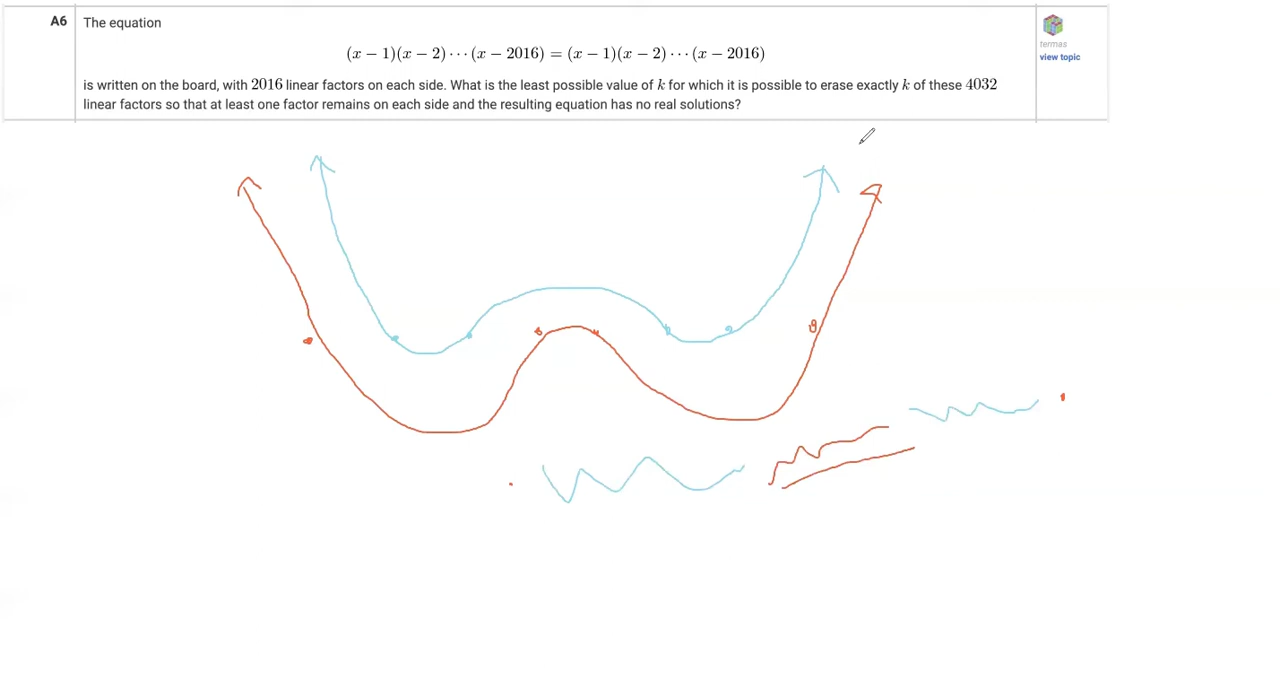 A6
The equation
(x − 1)(x − 2) · · · (x − 2016) = (x − 1)(x − 2) · · · (x − 2016)
is written on the board, with 2016 linear factors on each side. What is the least possible value of k for which it is possible to erase exactly k of these 4032
linear factors so that at least one factor remains on each side and the resulting equation has no real solutions?
termas
view topic